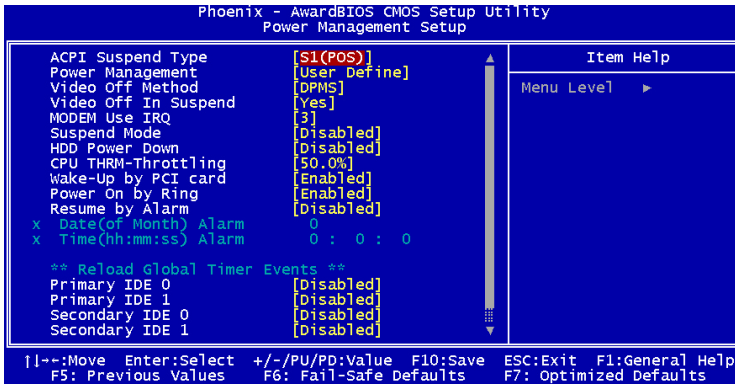 Phoenix - AwardBIOS CMOS Setup Utility
Power Management Setup
ACPI Suspend Type [S1(POS)]
Power Management [User Define]
Video Off Method [DPMS]
Video Off In Suspend [Yes]
MODEM Use IRQ [3]
Suspend Mode [Disabled]
HDD Power Down [Disabled]
CPU THRM-Throttling [50.0%]
Wake-Up by PCI card [Enabled]
Power On by Ring [Enabled]
Resume by Alarm [Disabled]
x Date(of Month) Alarm 0
x Time(hh:mm:ss) Alarm 0 : 0 : 0
** Reload Global Timer Events **
Primary IDE 0 [Disabled]
Primary IDE 1 [Disabled]
Secondary IDE 0 [Disabled]
Secondary IDE 1 [Disabled]
Item Help
Menu Level ►
↑↓→←:Move Enter:Select +/-/PU/PD:Value F10:Save ESC:Exit F1:General Help
F5: Previous Values F6: Fail-Safe Defaults F7: Optimized Defaults